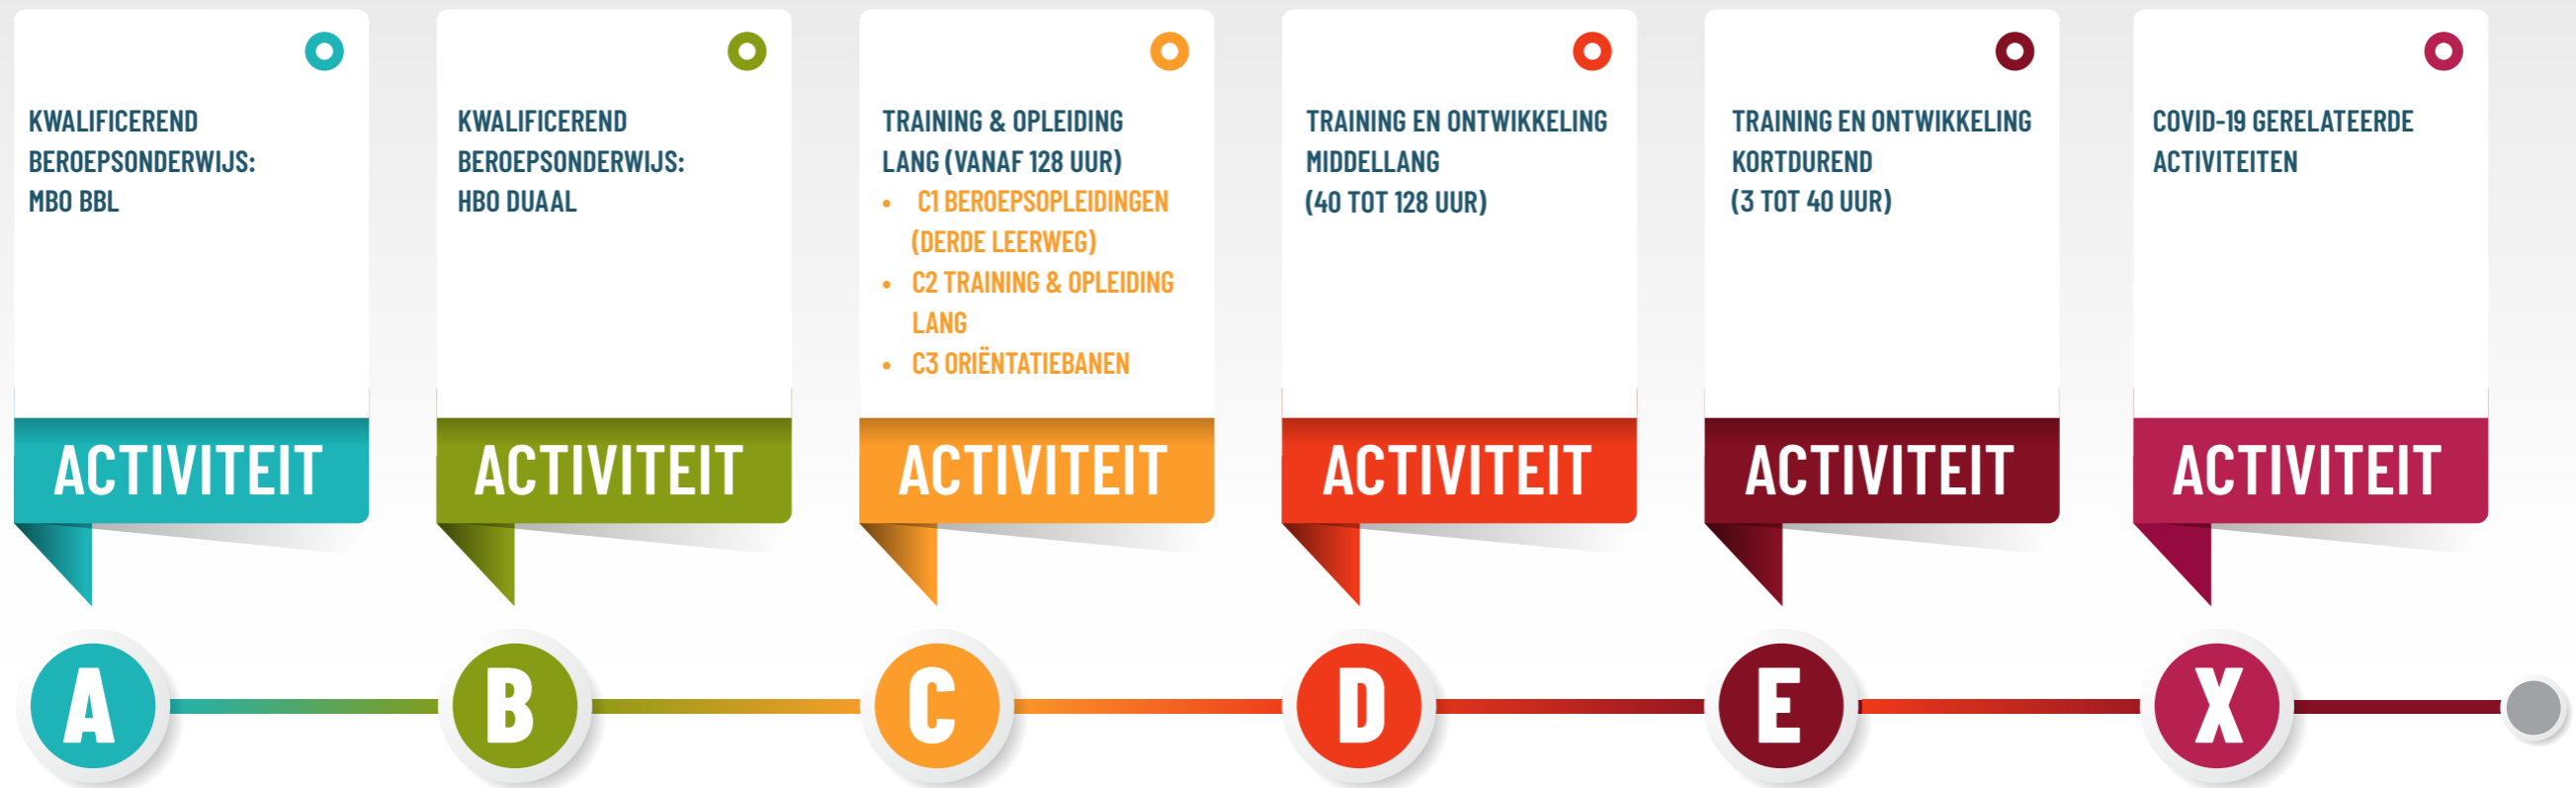 KWALIFICEREND
BEROEPSONDERWIJS:
MBO BBL
ACTIVITEIT
A
KWALIFICEREND
BEROEPSONDERWIJS:
HBO DUAAL
ACTIVITEIT
B
TRAINING & OPLEIDING
LANG (VANAF 128 UUR)
• C1 BEROEPSOPLEIDINGEN
(DERDE LEERWEG)
• C2 TRAINING & OPLEIDING
LANG
• C3 ORIËNTATIEBANEN
ACTIVITEIT
C
TRAINING EN ONTWIKKELING
MIDDELLANG
(40 TOT 128 UUR)
ACTIVITEIT
D
TRAINING EN ONTWIKKELING
KORTDUREND
(3 TOT 40 UUR)
ACTIVITEIT
E
COVID-19 GERELATEERDE
ACTIVITEITEN
ACTIVITEIT
X